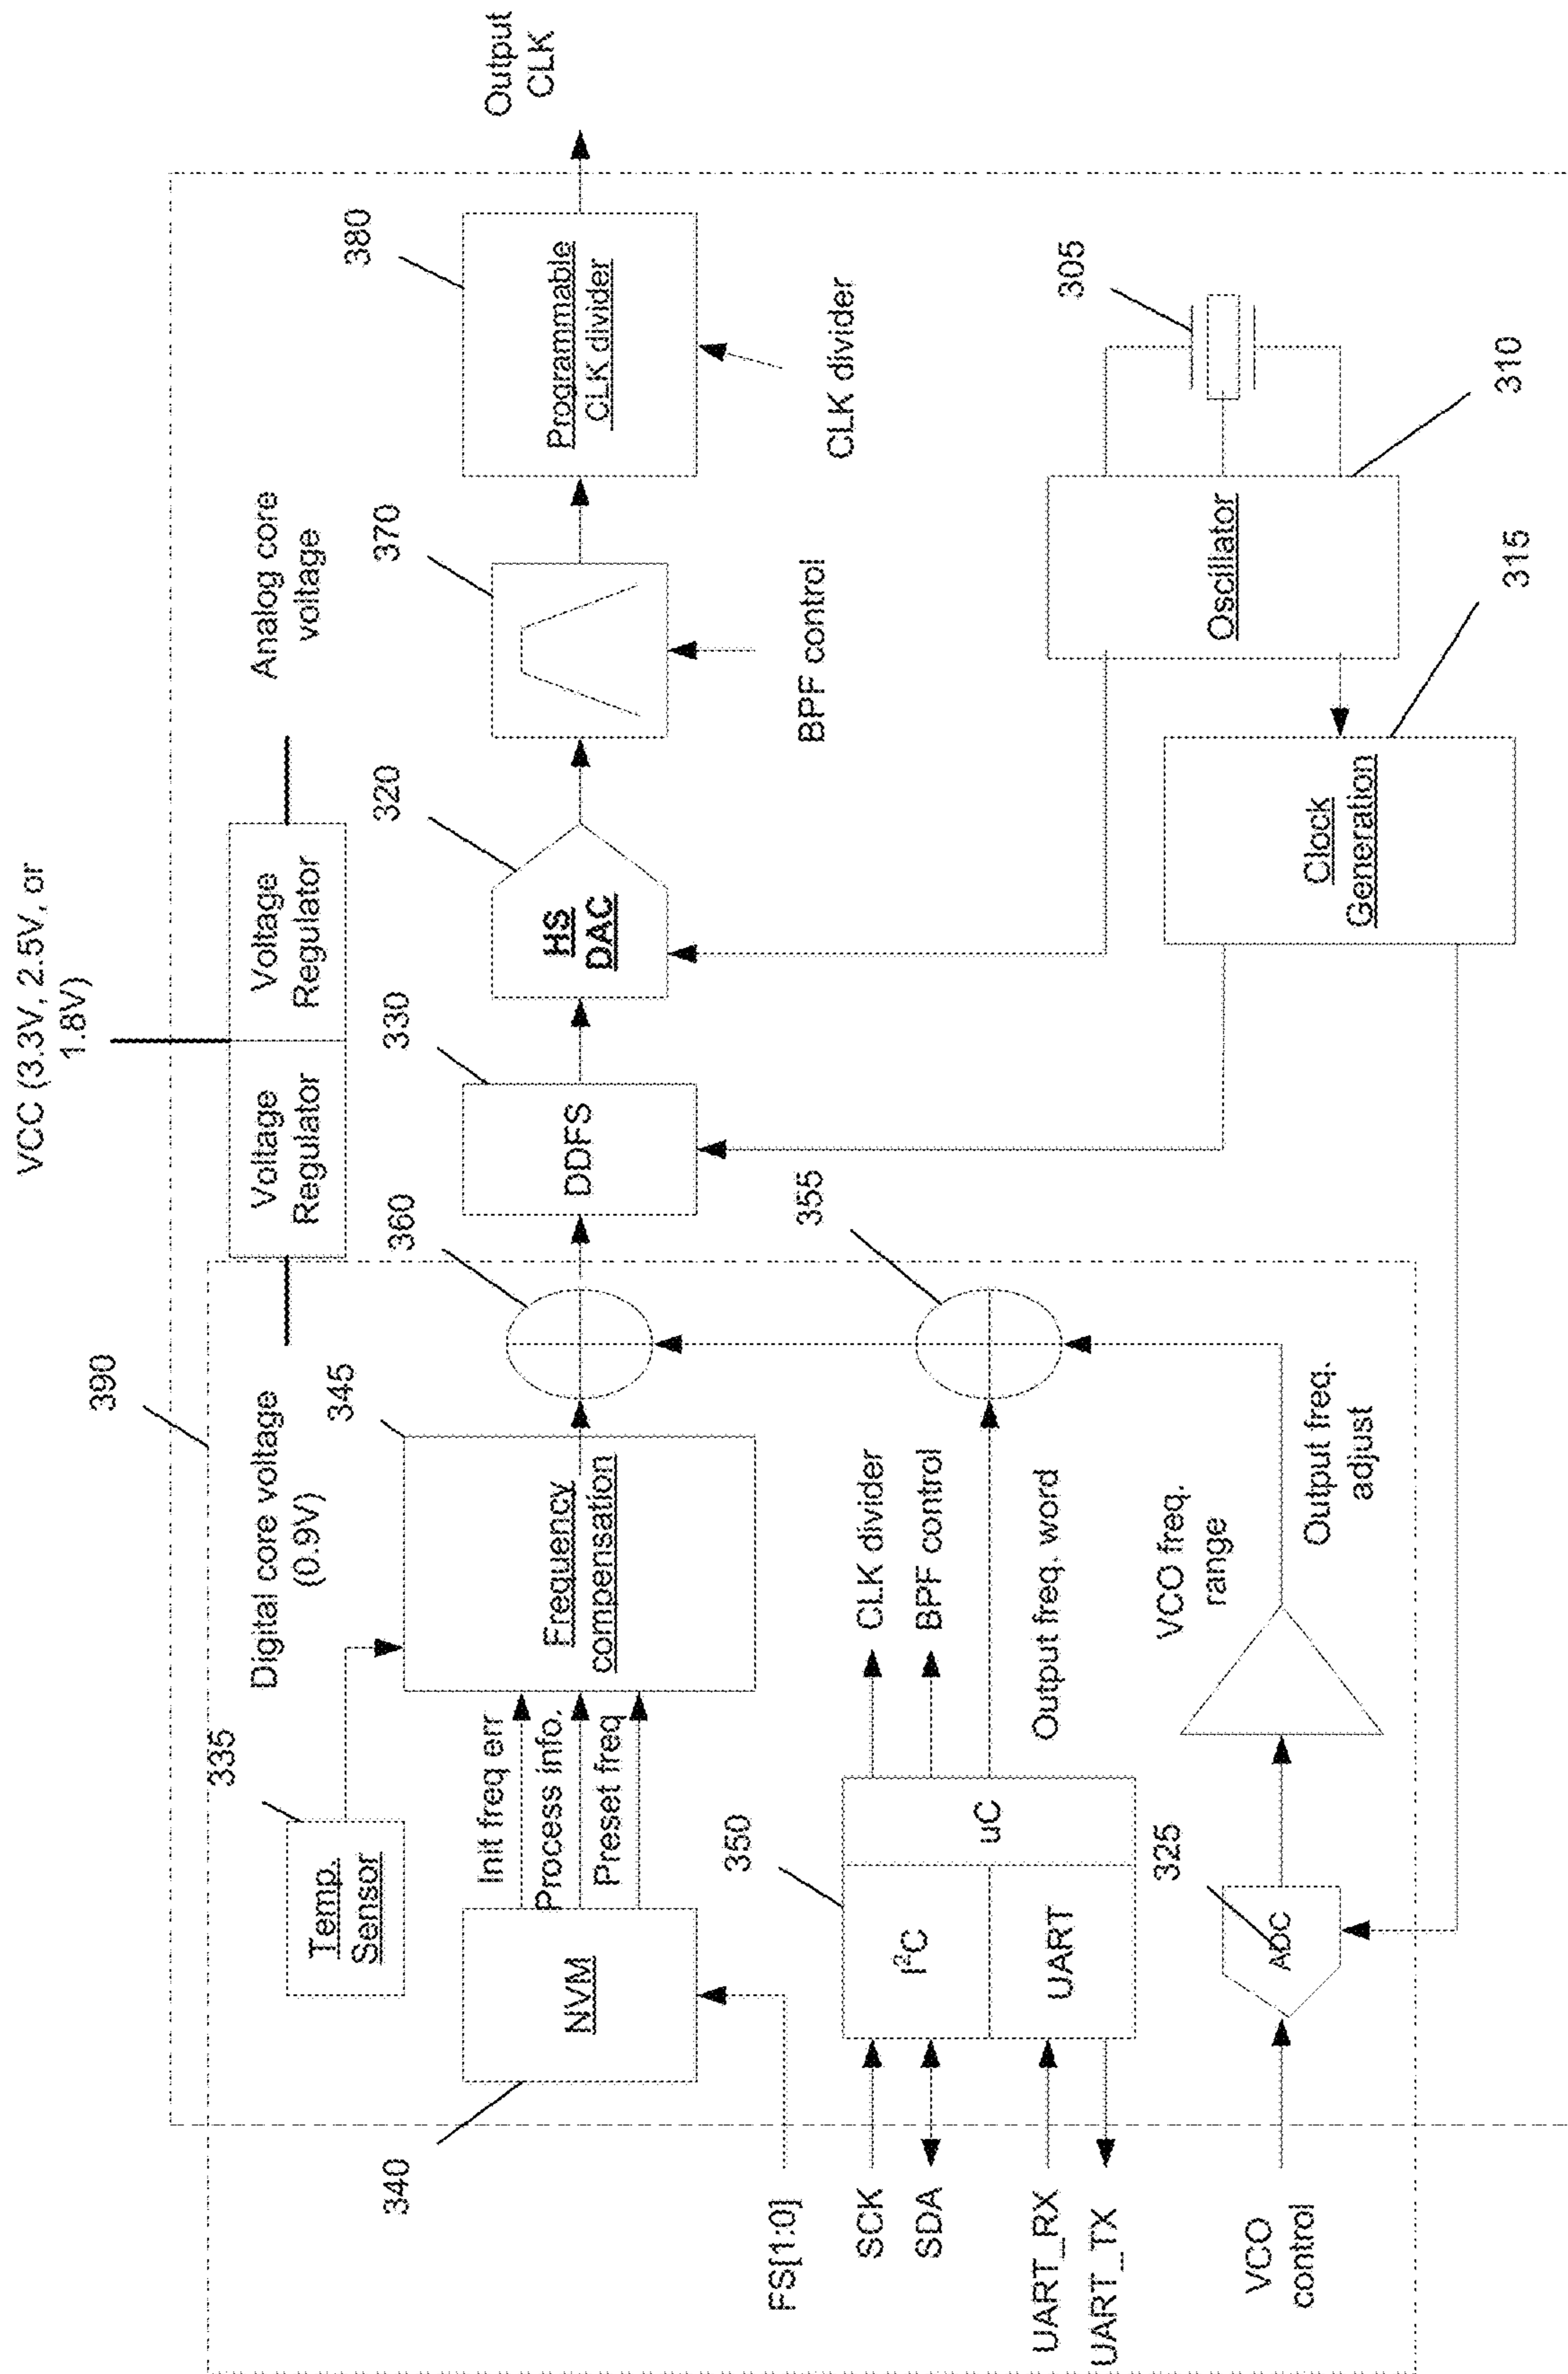 VCC (3.3V, 2.5V, or
1.8V)
390
Digital core voltage
(0.9V)
Voltage
Regulator
Voltage
Regulator
Analog core
voltage
335
Temp.
Sensor
345
Frequency
compensation
360
330
DDFS
320
HS
DAC
370
BPF control
380
Programmable
CLK divider
CLK divider
Output
CLK
340
NVM
Init freq err
Process info.
Preset freq
FS[1:0]
SCK
SDA
UART_RX
UART_TX
350
I²C
UART
uC
CLK divider
BPF control
Output freq. word
355
VCO
control
325
ADC
VCO freq.
range
Output freq.
adjust
Clock
Generation
315
Oscillator
310
305